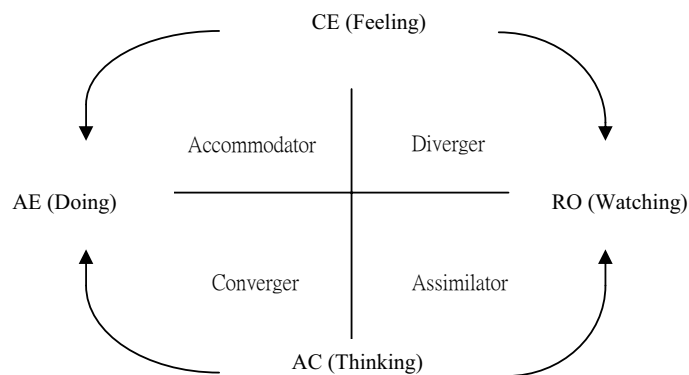 CE (Feeling)
Accommodator
Diverger
AE (Doing)
RO (Watching)
Converger
Assimilator
AC (Thinking)